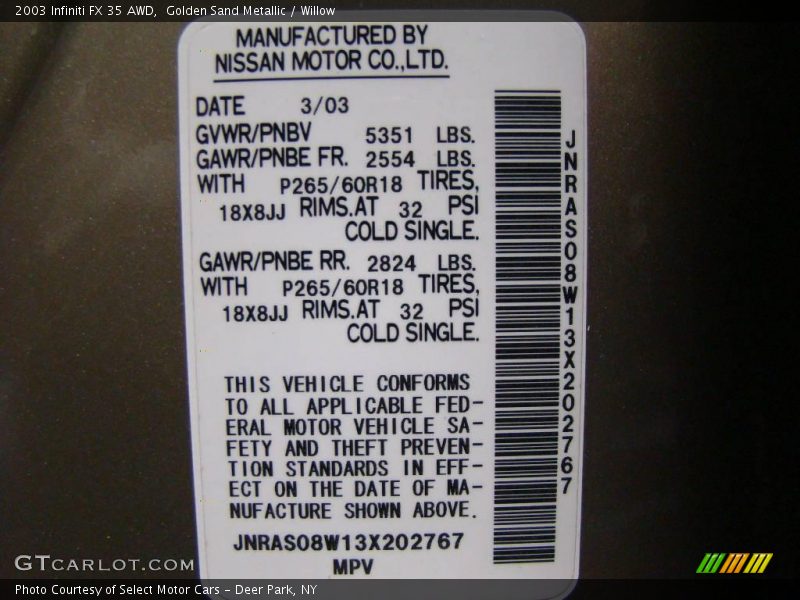 2003 Infiniti FX 35 AWD,  Golden Sand Metallic / Willow
MANUFACTURED BY
NISSAN MOTOR CO.,LTD.
DATE 3/03
GVWR/PNBV 5351 LBS.
GAWR/PNBE FR. 2554 LBS.
WITH P265/60R18 TIRES,
18X8JJ RIMS.AT 32 PSI
COLD SINGLE.
GAWR/PNBE RR. 2824 LBS.
WITH P265/60R18 TIRES,
18X8JJ RIMS.AT 32 PSI
COLD SINGLE.
THIS VEHICLE CONFORMS
TO ALL APPLICABLE FED-
ERAL MOTOR VEHICLE SA-
FETY AND THEFT PREVEN-
TION STANDARDS IN EFF-
ECT ON THE DATE OF MA-
NUFACTURE SHOWN ABOVE.
JNRAS08W13X202767
MPV
JNRAS08W13X202767
GTCARLOT.COM
Photo Courtesy of Select Motor Cars - Deer Park, NY